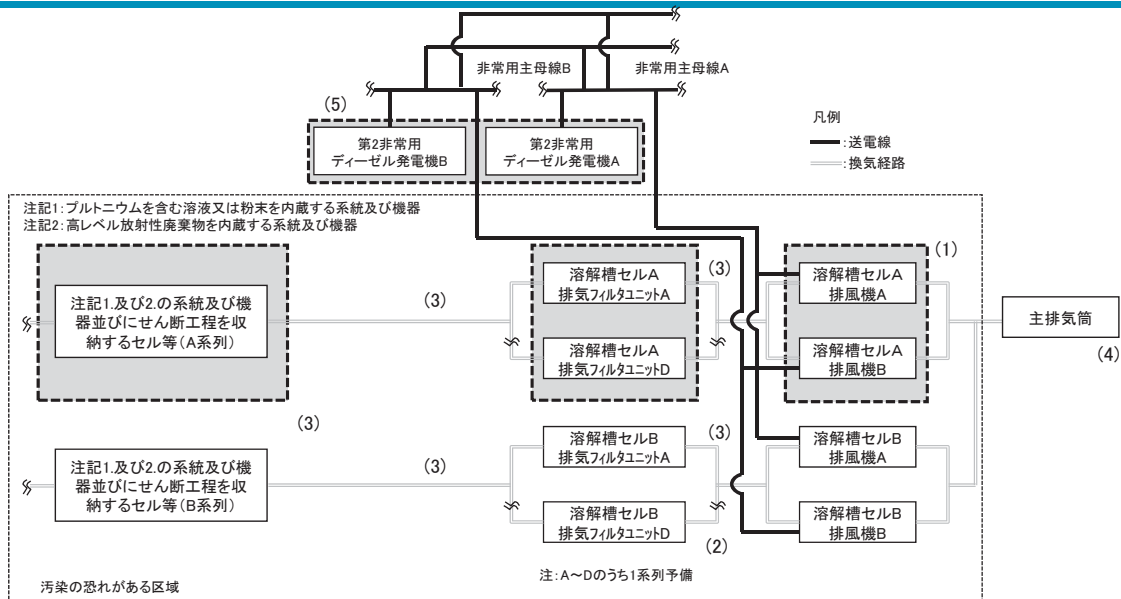 非常用主母線B
非常用主母線A
(5)
第2非常用
ディーゼル発電機B
第2非常用
ディーゼル発電機A
凡例
:送電線
:換気経路
注記1:プルトニウムを含む溶液又は粉末を内蔵する系統及び機器
注記2:高レベル放射性廃棄物を内蔵する系統及び機器
注記1.及び2.の系統及び機
器並びにせん断工程を収
納するセル等(A系列)
(3)
溶解槽セルA
排気フィルタユニットA
溶解槽セルA
排気フィルタユニットD
(3)
溶解槽セルA
排風機A
溶解槽セルA
排風機B
(1)
主排気筒
(4)
(3)
注記1.及び2.の系統及び機
器並びにせん断工程を収
納するセル等(B系列)
(3)
溶解槽セルB
排気フィルタユニットA
溶解槽セルB
排気フィルタユニットD
(3)
(2)
溶解槽セルB
排風機A
溶解槽セルB
排風機B
注:A~Dのうち1系列予備
汚染の恐れがある区域